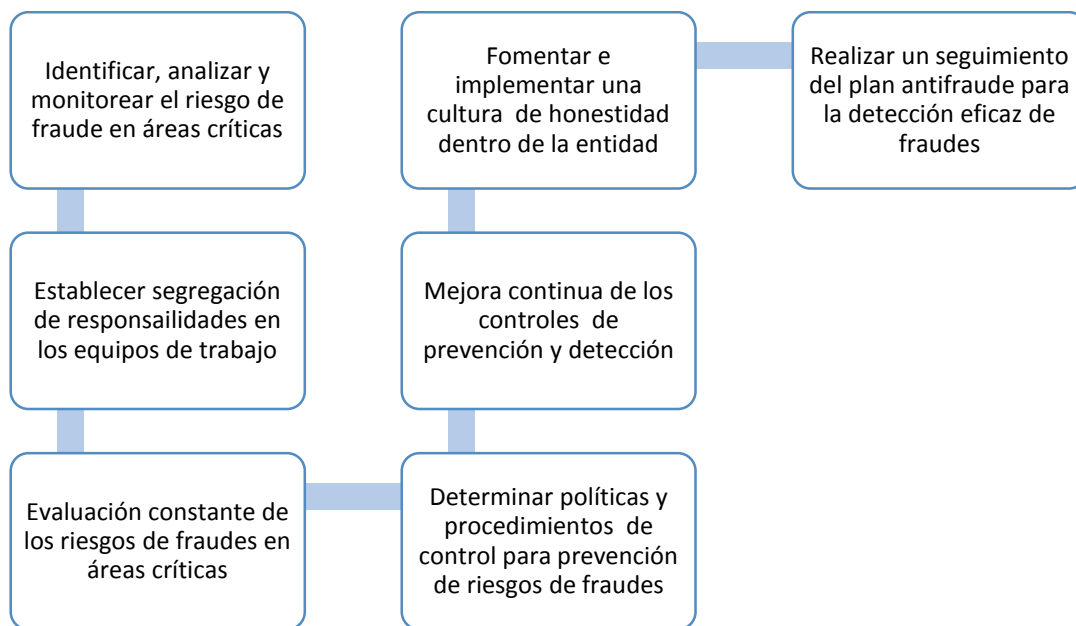 Identificar, analizar y
monitorear el riesgo de
fraude en áreas críticas
Establecer segregación
de responsailidades en
los equipos de trabajo
Evaluación constante de
los riesgos de fraudes en
áreas críticas
Determinar políticas y
procedimientos de
control para prevención
de riesgos de fraudes
Mejora continua de los
controles de
prevención y detección
Fomentar e
implementar una
cultura de honestidad
dentro de la entidad
Realizar un seguimiento
del plan antifraude para
la detección eficaz de
fraudes